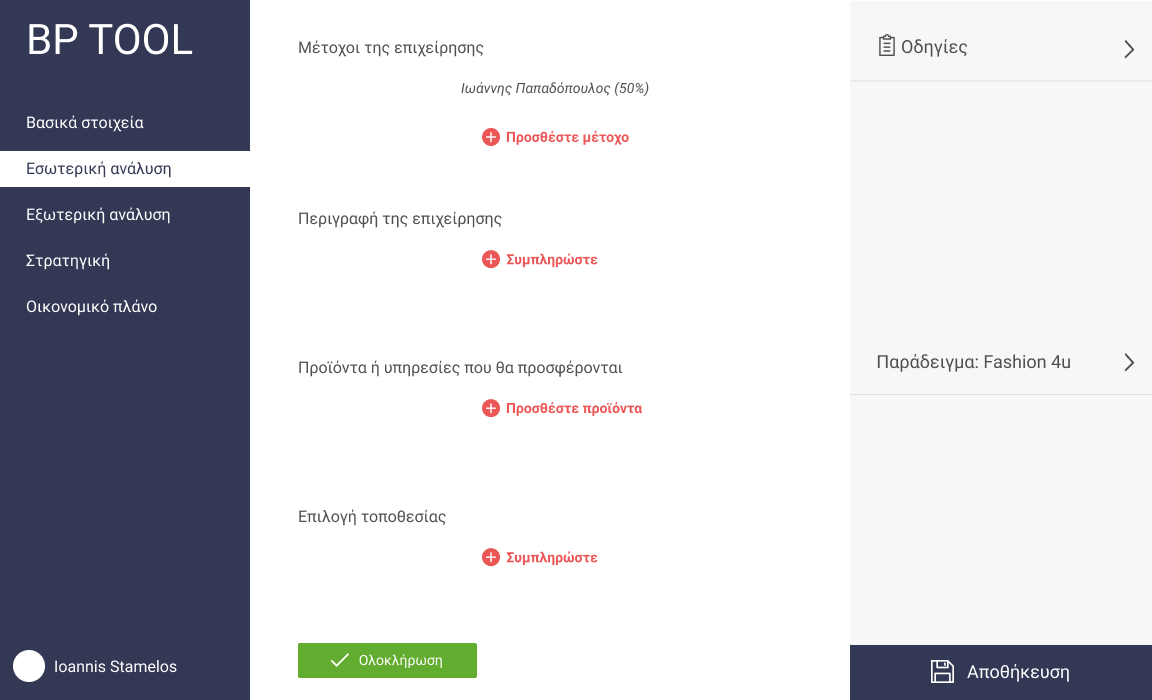 BP TOOL
Βασικά στοιχεία
Εσωτερική ανάλυση
Εξωτερική ανάλυση
Στρατηγική
Οικονομικό πλάνο
Ioannis Stamelos
Μέτοχοι της επιχείρησης
Ιωάννης Παπαδόπουλος (50%)
Προσθέστε μέτοχο
Περιγραφή της επιχείρησης
Συμπληρώστε
Προϊόντα ή υπηρεσίες που θα προσφέρονται
Προσθέστε προϊόντα
Επιλογή τοποθεσίας
Συμπληρώστε
Ολοκλήρωση
Οδηγίες
Παράδειγμα: Fashion 4u
Αποθήκευση